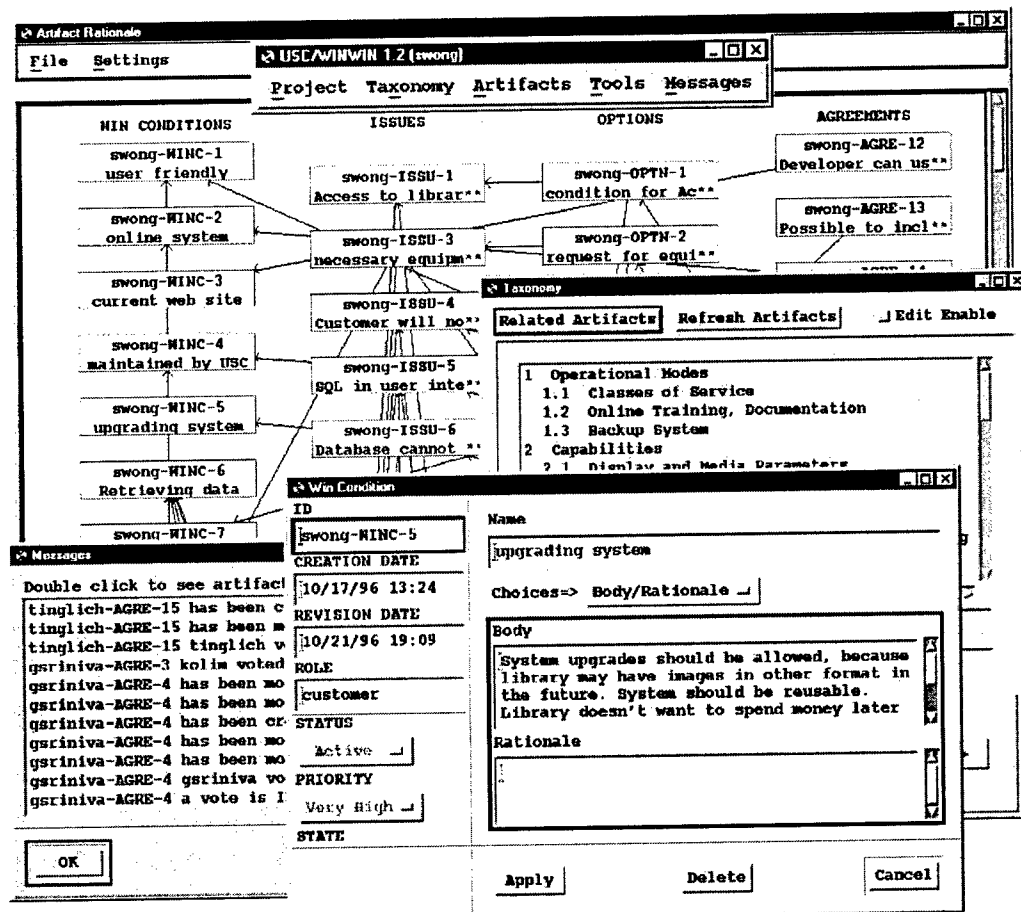 Artifact Rationale
File Settings
USC/WINWIN 1.2 (swong)
Project Taxonomy Artifacts Tools Messages
WIN CONDITIONS
ISSUES
OPTIONS
AGREEMENTS
swong-WINC-1
user friendly
swong-WINC-2
online system
swong-WINC-3
current web site
swong-WINC-4
maintained by USC
swong-WINC-5
upgrading system
swong-WINC-6
Retrieving data
swong-WINC-7
swong-ISSU-1
Access to librar**
swong-ISSU-3
necessary equipm**
swong-ISSU-4
Customer will no**
swong-ISSU-5
SQL in user inte**
swong-ISSU-6
Database cannot **
swong-OPTN-1
condition for Ac**
swong-OPTN-2
request for equi**
swong-AGRE-12
Developer can us**
swong-AGRE-13
Possible to incl**
swong-AGRE-14
Taxonomy
Related Artifacts Refresh Artifacts Edit Enable
1 Operational Modes
1.1 Classes of Service
1.2 Online Training, Documentation
1.3 Backup System
2 Capabilities
2.1 Display and Media Parameters
Messages
Double click to see artifact
tinglich-AGRE-15 has been c
tinglich-AGRE-15 has been m
tinglich-AGRE-15 tinglich v
gsriniva-AGRE-3 kolim voted
gsriniva-AGRE-4 has been mo
gsriniva-AGRE-4 has been mo
gsriniva-AGRE-4 has been cr
gsriniva-AGRE-4 has been mo
gsriniva-AGRE-4 has been mo
gsriniva-AGRE-4 gsriniva vo
gsriniva-AGRE-4 a vote is I
OK
Win Condition
ID
swong-WINC-5
CREATION DATE
10/17/96 13:24
REVISION DATE
10/21/96 19:09
ROLE
customer
STATUS
Active
PRIORITY
Very High
STATE
Name
upgrading system
Choices=> Body/Rationale
Body
System upgrades should be allowed, because
library may have images in other format in
the future. System should be reusable.
Library doesn't want to spend money later
Rationale
Apply Delete Cancel